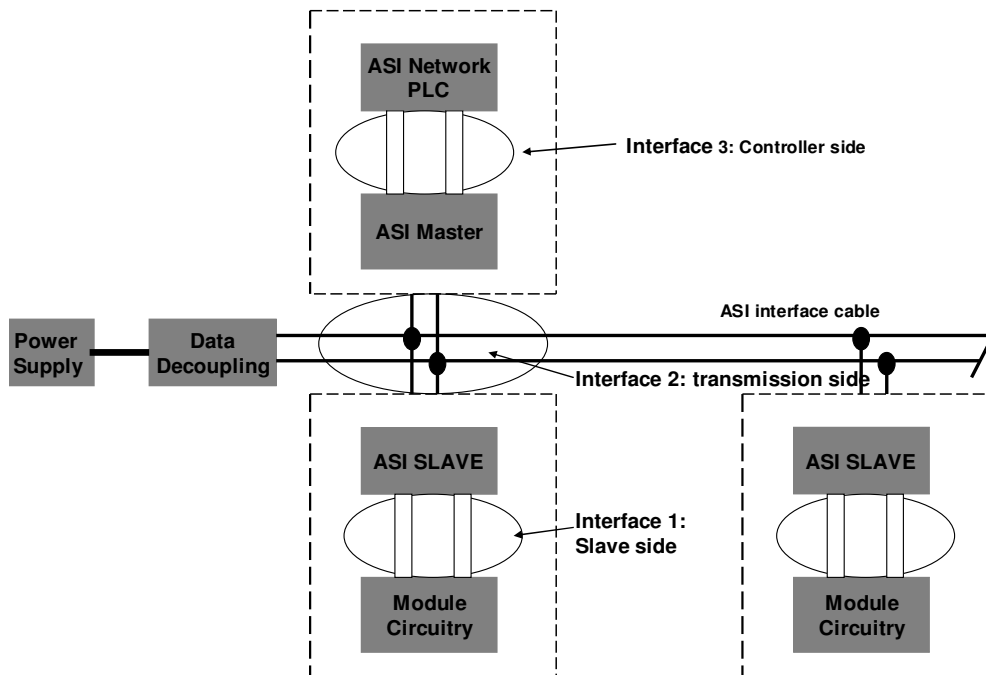 ASI Network
PLC
Interface 3: Controller side
ASI Master
ASI interface cable
Power
Supply
Data
Decoupling
Interface 2: transmission side
ASI SLAVE
ASI SLAVE
Interface 1:
Slave side
Module
Circuitry
Module
Circuitry